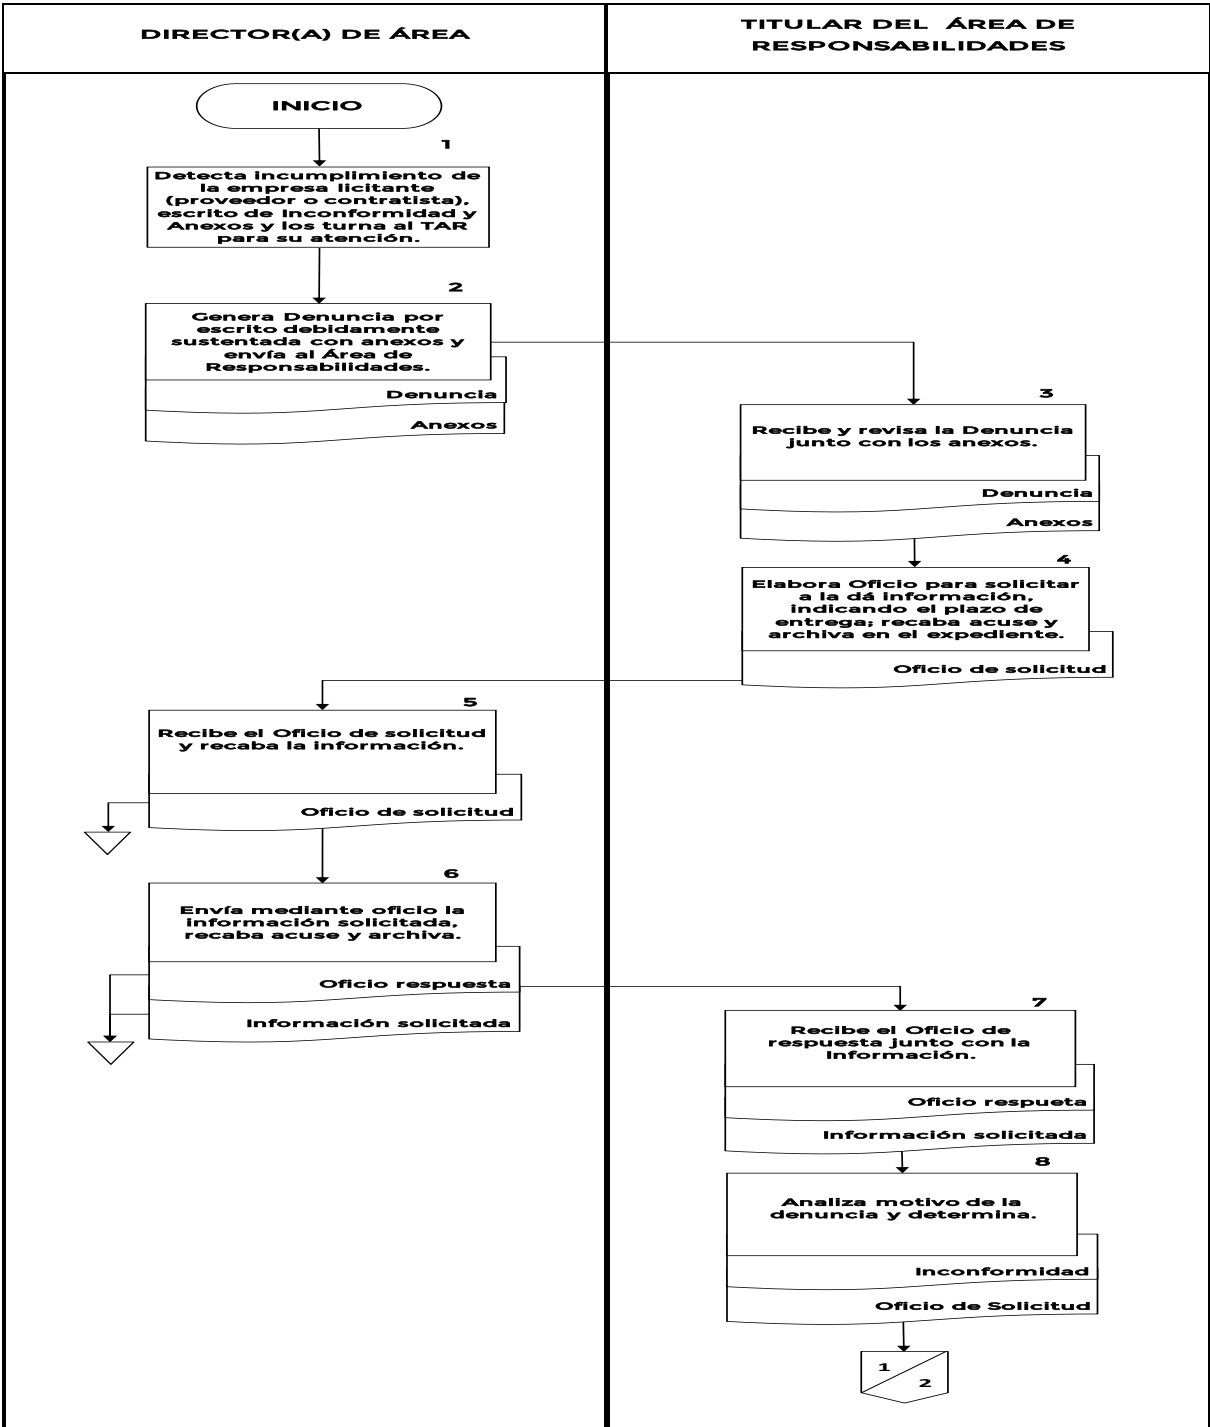 DIRECTOR(A) DE ÁREA
TITULAR DEL ÁREA DE
RESPONSABILIDADES
INICIO
1
Detecta incumplimiento de
la empresa licitante
(proveedor o contratista),
escrito de Inconformidad y
Anexos y los turna al TAR
para su atención.
2
Genera Denuncia por
escrito debidamente
sustentada con anexos y
envía al Área de
Responsabilidades.
Denuncia
Anexos
3
Recibe y revisa la Denuncia
junto con los anexos.
Denuncia
Anexos
4
Elabora Oficio para solicitar
a la dá información,
indicando el plazo de
entrega; recaba acuse y
archiva en el expediente.
Oficio de solicitud
5
Recibe el Oficio de solicitud
y recaba la información.
Oficio de solicitud
6
Envía mediante oficio la
información solicitada,
recaba acuse y archiva.
Oficio respuesta
Información solicitada
7
Recibe el Oficio de
respuesta junto con la
Información.
Oficio respueta
Información solicitada
8
Analiza motivo de la
denuncia y determina.
Inconformidad
Oficio de Solicitud
1
2